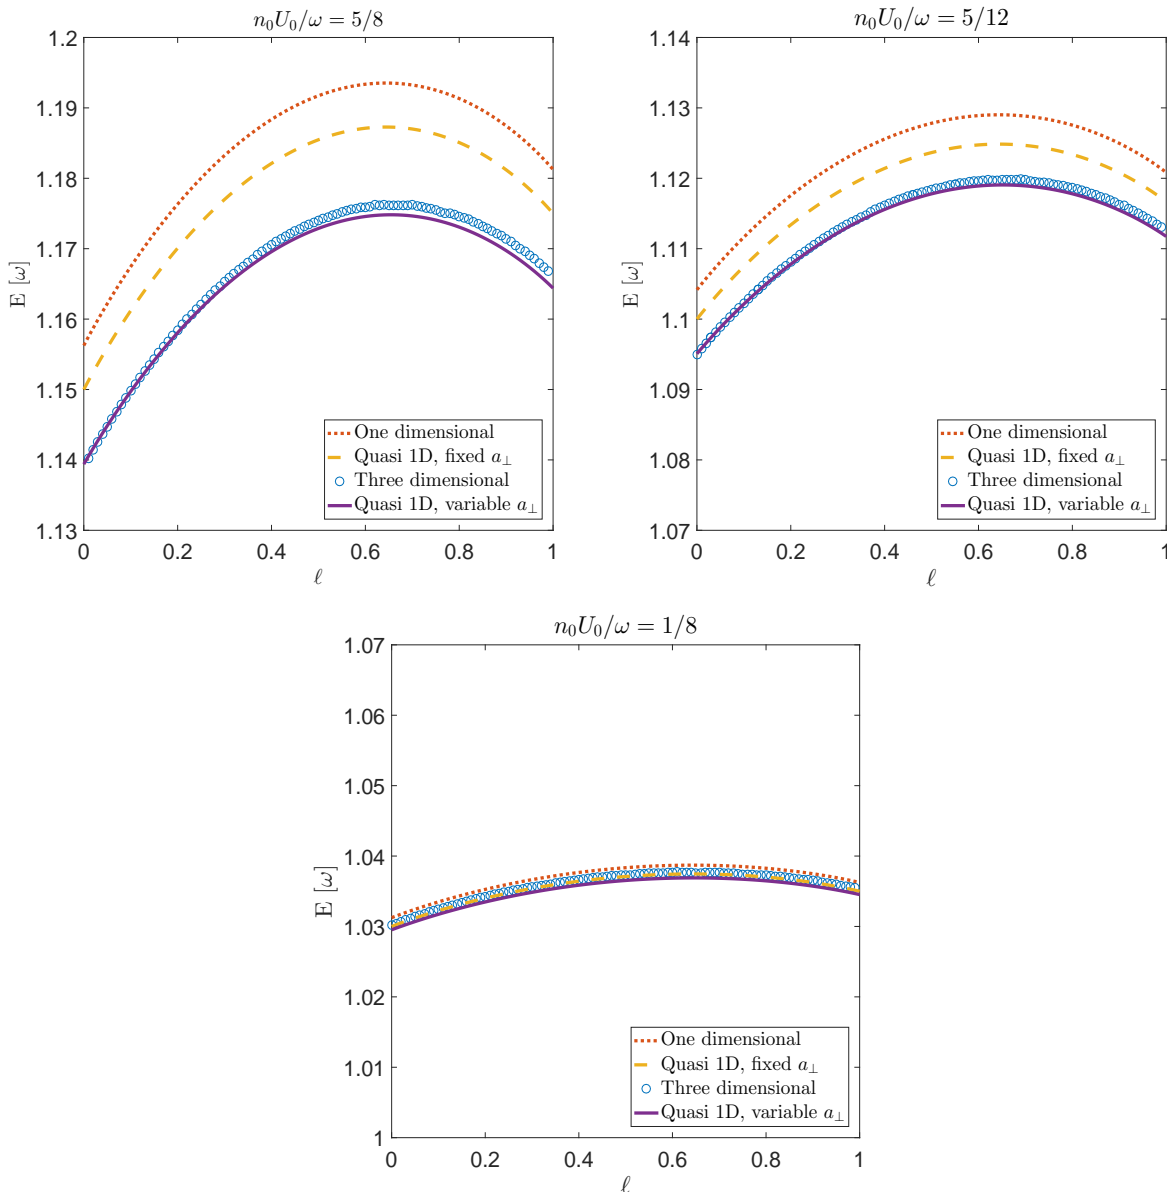 n₀U₀/ω = 5/8
1.2
1.19
1.18
1.17
1.16
1.15
1.14
1.13
E [ω]
0 0.2 0.4 0.6 0.8 1
ℓ
One dimensional
Quasi 1D, fixed a⊥
Three dimensional
Quasi 1D, variable a⊥
n₀U₀/ω = 5/12
1.14
1.13
1.12
1.11
1.1
1.09
1.08
1.07
E [ω]
0 0.2 0.4 0.6 0.8 1
ℓ
One dimensional
Quasi 1D, fixed a⊥
Three dimensional
Quasi 1D, variable a⊥
n₀U₀/ω = 1/8
1.07
1.06
1.05
1.04
1.03
1.02
1.01
1
E [ω]
0 0.2 0.4 0.6 0.8 1
ℓ
One dimensional
Quasi 1D, fixed a⊥
Three dimensional
Quasi 1D, variable a⊥